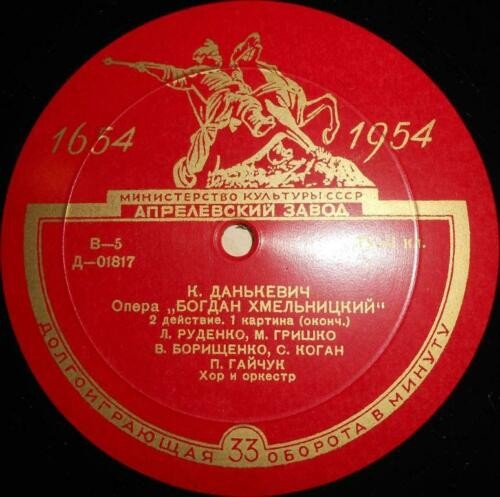 1654 1954
МИНИСТЕРСТВО КУЛЬТУРЫ СССР
АПРЕЛЕВСКИЙ ЗАВОД
В—5
Д—01817
К. ДАНЬКЕВИЧ
Опера „БОГДАН ХМЕЛЬНИЦКИЙ“
2 действие. 1 картина (оконч.)
Л. РУДЕНКО, М. ГРИШКО
В. БОРИЩЕНКО, С. КОГАН
П. ГАЙЧУК
Хор и оркестр
ДОЛГОИГРАЮЩАЯ 33 ОБОРОТА В МИНУТУ